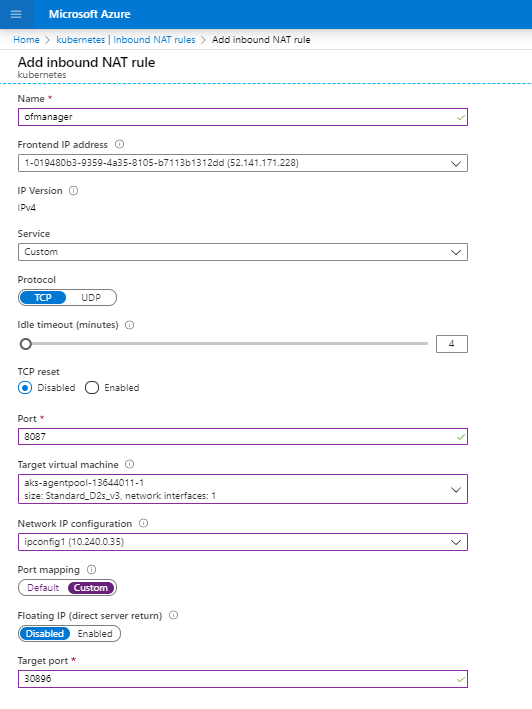 Microsoft Azure
Home > kubernetes | Inbound NAT rules > Add inbound NAT rule
Add inbound NAT rule
kubernetes
Name *
ofmanager
Frontend IP address
1-019480b3-9359-4a35-8105-b7113b1312dd (52.141.171.228)
IP Version
IPv4
Service
Custom
Protocol
TCP UDP
Idle timeout (minutes)
4
TCP reset
Disabled Enabled
Port *
8087
Target virtual machine
aks-agentpool-13644011-1
size: Standard_D2s_v3, network interfaces: 1
Network IP configuration
ipconfig1 (10.240.0.35)
Port mapping
Default Custom
Floating IP (direct server return)
Disabled Enabled
Target port *
30896